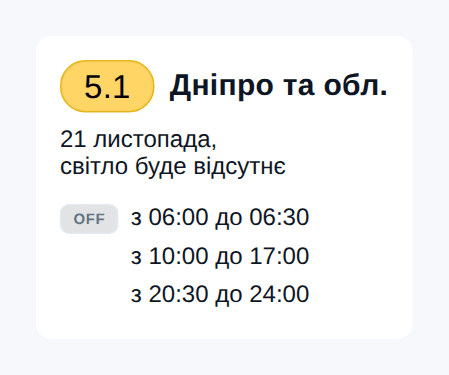 5.1 Дніпро та обл.
21 листопада,
світло буде відсутнє
OFF з 06:00 до 06:30
з 10:00 до 17:00
з 20:30 до 24:00